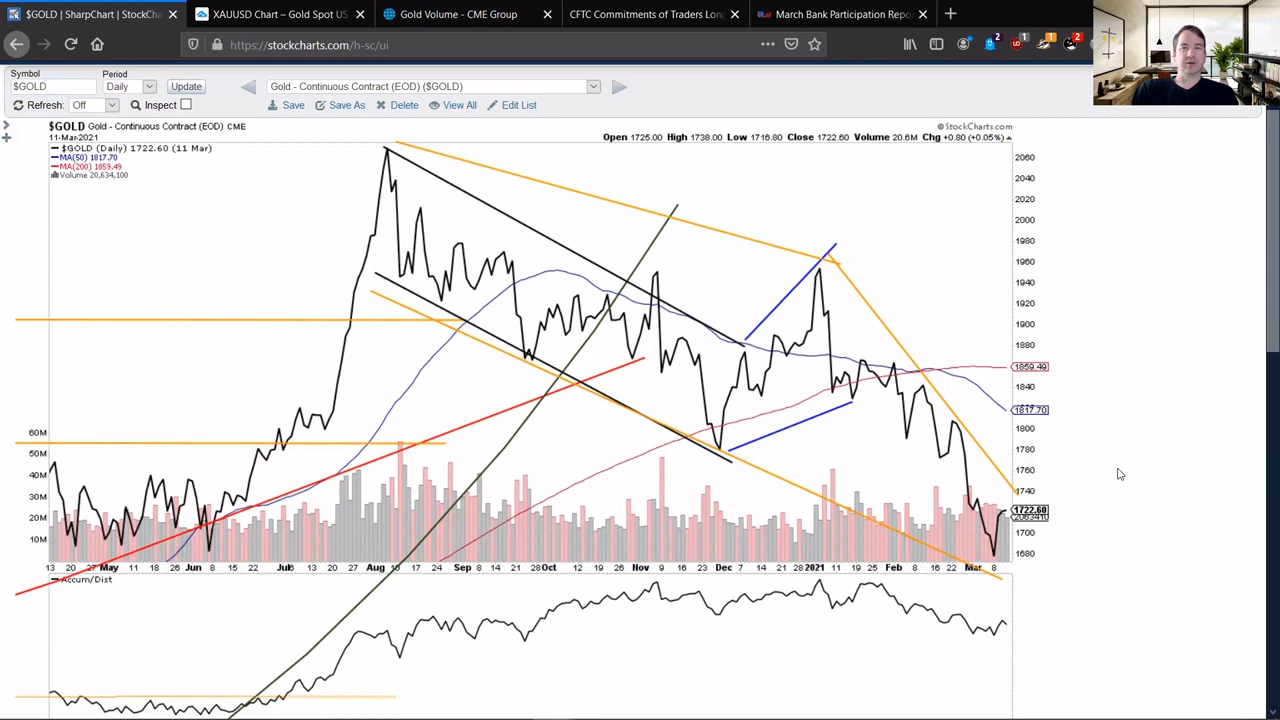 $GOLD | SharpChart | StockCha
XAUUSD Chart – Gold Spot US
Gold Volume - CME Group
CFTC Commitments of Traders Lon
March Bank Participation Repo
https://stockcharts.com/h-sc/ui
2 1 1 2
Symbol Period
$GOLD Daily Update Gold - Continuous Contract (EOD) ($GOLD)
Refresh: Off Inspect Save Save As Delete View All Edit List
$GOLD Gold - Continuous Contract (EOD) CME
© StockCharts.com
11-Mar-2021
Open 1725.00 High 1738.00 Low 1716.80 Close 1722.60 Volume 20.6M Chg +0.80 (+0.05%)
$GOLD (Daily) 1722.60 (11 Mar)
MA(50) 1817.70
MA(200) 1859.49
Volume 20,634,100
2060
2040
2020
2000
1980
1960
1940
1920
1900
1880
1859.49
1840
1817.70
1800
1780
1760
1740
1722.60
20634100
1680
60M
50M
40M
30M
20M
10M
13 20 27 May 11 18 26 Jun 8 15 22 Jul 6 13 20 27 Aug 10 17 24 Sep 8 14 21 28 Oct 12 19 26 Nov 9 16 23 Dec 7 14 21 28 2021 11 19 25 Feb 8 16 22 Mar 8
Accum/Dist